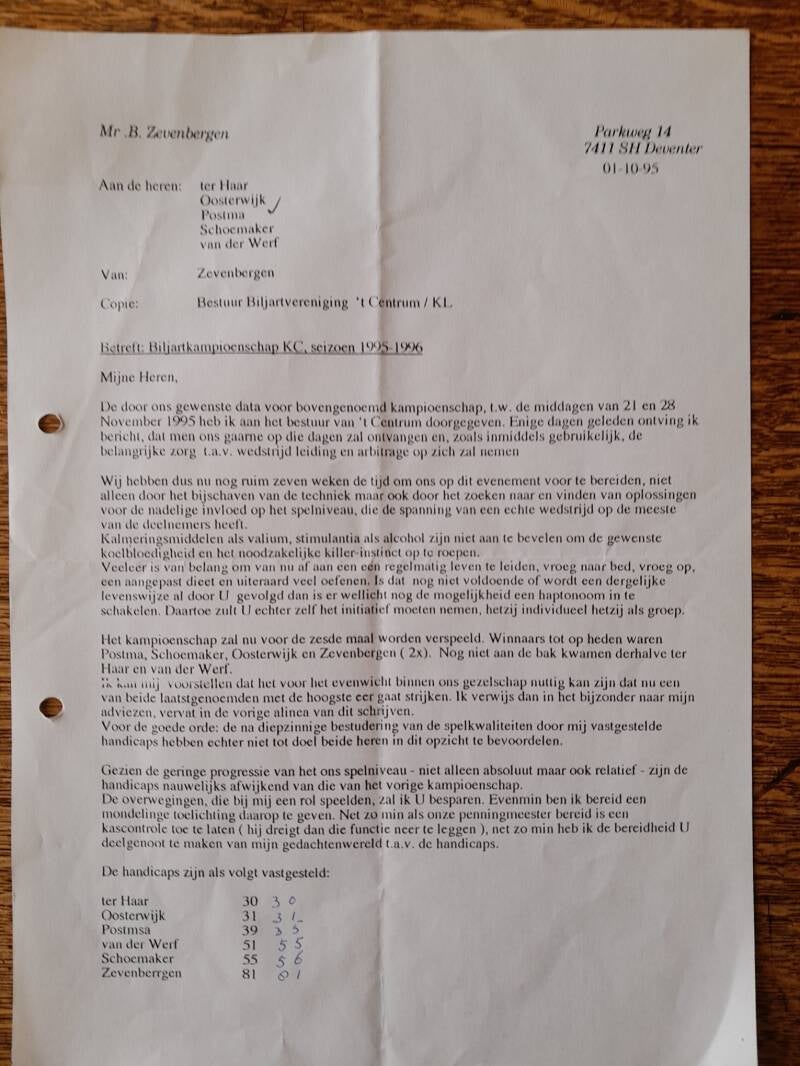 Mr .B. Zevenbergen
Parkweg 14
7411 SH Deventer
01-10-95
Aan de heren: ter Haar
Oosterwijk
Postma
Schoemaker
van der Werf
Van: Zevenbergen
Copie: Bestuur Biljartvereniging 't Centrum / KL
Betreft: Biljartkampioenschap KC, seizoen 1995-1996
Mijne Heren,
De door ons gewenste data voor bovengenoemd kampioenschap, t.w. de middagen van 21 en 28
November 1995 heb ik aan het bestuur van 't Centrum doorgegeven. Enige dagen geleden ontving ik
bericht, dat men ons gaarne op die dagen zal ontvangen en, zoals inmiddels gebruikelijk, de
belangrijke zorg t.a.v. wedstrijd leiding en arbitrage op zich zal nemen
Wij hebben dus nu nog ruim zeven weken de tijd om ons op dit evenement voor te bereiden, niet
alleen door het bijschaven van de techniek maar ook door het zoeken naar en vinden van oplossingen
voor de nadelige invloed op het spelniveau, die de spanning van een echte wedstrijd op de meeste
van de deelnemers heeft.
Kalmeringsmiddelen als valium, stimulantia als alcohol zijn niet aan te bevelen om de gewenste
koelbloedigheid en het noodzakelijke killer-instinct op te roepen.
Veeleer is van belang om van nu af aan een een regelmatig leven te leiden, vroeg naar bed, vroeg op,
een aangepast dieet en uiteraard veel oefenen. Is dat nog niet voldoende of wordt een dergelijke
levenswijze al door U gevolgd dan is er wellicht nog de mogelijkheid een haptonoom in te
schakelen. Daartoe zult U echter zelf het initiatief moeten nemen, hetzij individueel hetzij als groep.
Het kampioenschap zal nu voor de zesde maal worden verspeeld. Winnaars tot op heden waren
Postma, Schoemaker, Oosterwijk en Zevenbergen ( 2x). Nog niet aan de bak kwamen derhalve ter
Haar en van der Werf.
Ik kan mij voorstellen dat het voor het evenwicht binnen ons gezelschap nuttig kan zijn dat nu een
van beide laatstgenoemden met de hoogste eer gaat strijken. Ik verwijs dan in het bijzonder naar mijn
adviezen, vervat in de vorige alinea van dit schrijven.
Voor de goede orde: de na diepzinnige bestudering van de spelkwaliteiten door mij vastgestelde
handicaps hebben echter niet tot doel beide heren in dit opzicht te bevoordelen.
Gezien de geringe progressie van het ons spelniveau - niet alleen absoluut maar ook relatief - zijn de
handicaps nauwelijks afwijkend van die van het vorige kampioenschap.
De overwegingen, die bij mij een rol speelden, zal ik U besparen. Evenmin ben ik bereid een
mondelinge toelichting daarop te geven. Net zo min als onze penningmeester bereid is een
kascontrole toe te laten ( hij dreigt dan die functie neer te leggen ), net zo min heb ik de bereidheid U
deelgenoot te maken van mijn gedachtenwereld t.a.v. de handicaps.
De handicaps zijn als volgt vastgesteld:
ter Haar 30 30
Oosterwijk 31 31
Postmsa 39 35
van der Werf 51 55
Schoemaker 55 56
Zevenberrgen 81